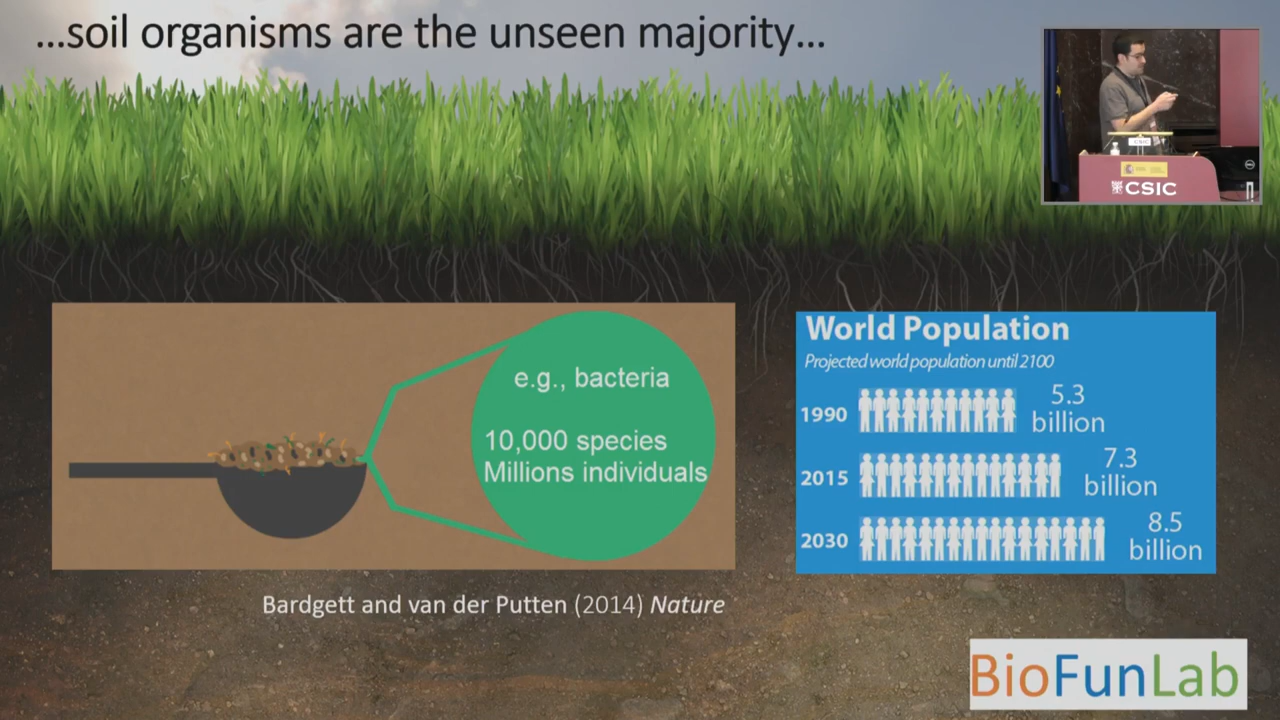 ...soil organisms are the unseen majority...
CSIC
e.g., bacteria
10,000 species
Millions individuals
Bardgett and van der Putten (2014) Nature
World Population
Projected world population until 2100
1990
5.3
billion
2015
7.3
billion
2030
8.5
billion
BioFunLab